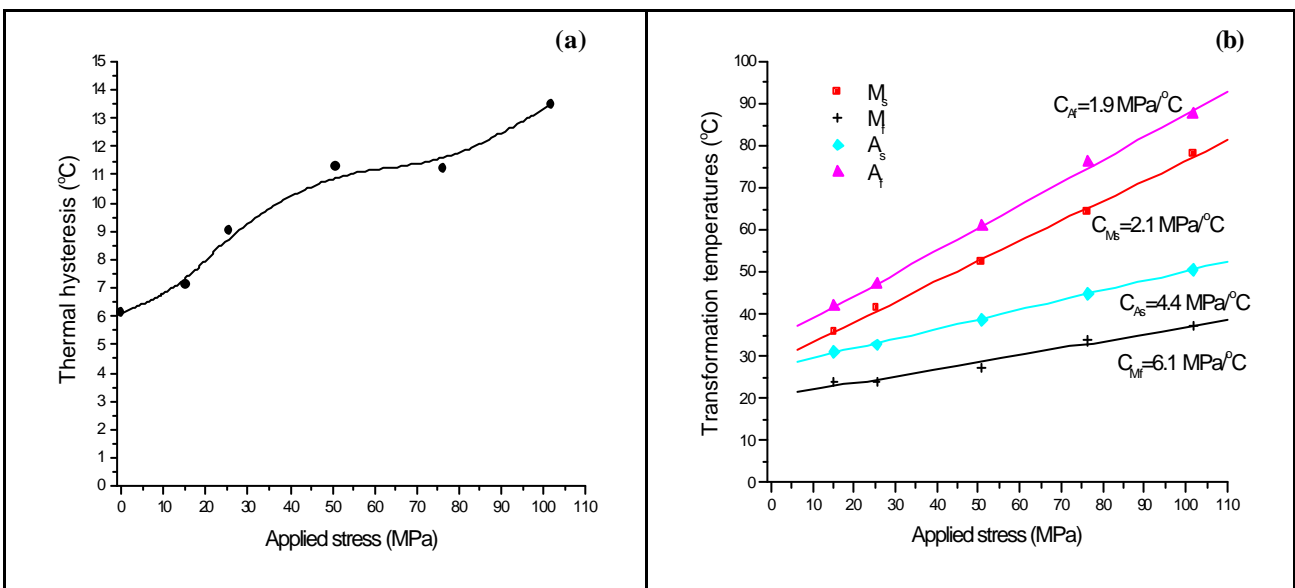 (a)
15
14
13
12
11
10
9
8
7
6
5
4
3
2
1
0
Thermal hysteresis (°C)
0 10 20 30 40 50 60 70 80 90 100 110
Applied stress (MPa)
(b)
100
90
80
70
60
50
40
30
20
10
0
Transformation temperatures (°C)
Ms
Mf
As
Af
CAf=1.9 MPa/°C
CMs=2.1 MPa/°C
CAs=4.4 MPa/°C
CMf=6.1 MPa/°C
0 10 20 30 40 50 60 70 80 90 100 110
Applied stress (MPa)